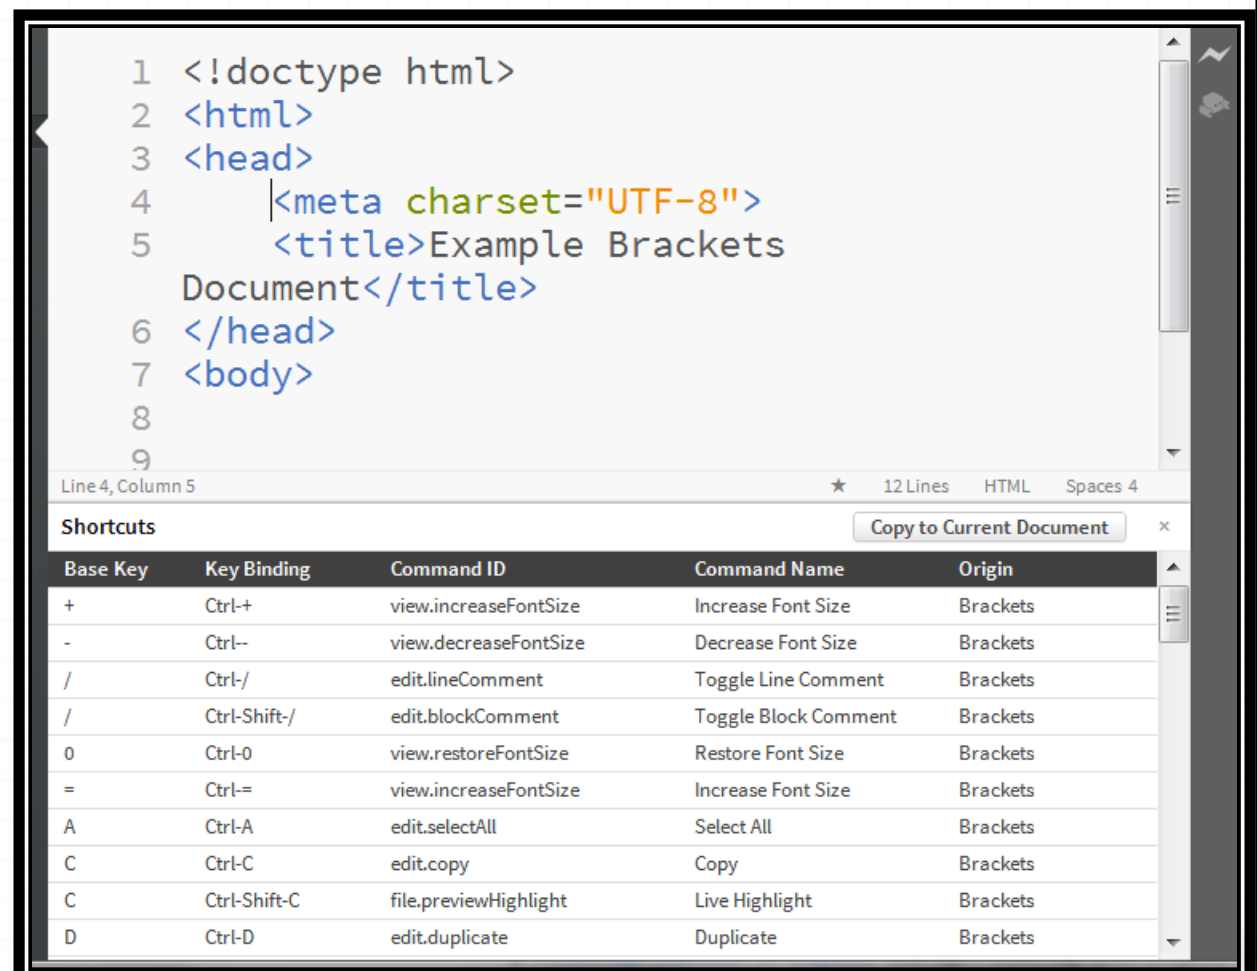 1 <!doctype html>
2 <html>
3 <head>
4 <meta charset="UTF-8">
5 <title>Example Brackets
Document</title>
6 </head>
7 <body>
8
9
Line 4, Column 5 ★ 12 Lines HTML Spaces 4
Shortcuts Copy to Current Document ×
Base Key Key Binding Command ID Command Name Origin
+ Ctrl-+ view.increaseFontSize Increase Font Size Brackets
- Ctrl-- view.decreaseFontSize Decrease Font Size Brackets
/ Ctrl-/ edit.lineComment Toggle Line Comment Brackets
/ Ctrl-Shift-/ edit.blockComment Toggle Block Comment Brackets
0 Ctrl-0 view.restoreFontSize Restore Font Size Brackets
= Ctrl-= view.increaseFontSize Increase Font Size Brackets
A Ctrl-A edit.selectAll Select All Brackets
C Ctrl-C edit.copy Copy Brackets
C Ctrl-Shift-C file.previewHighlight Live Highlight Brackets
D Ctrl-D edit.duplicate Duplicate Brackets